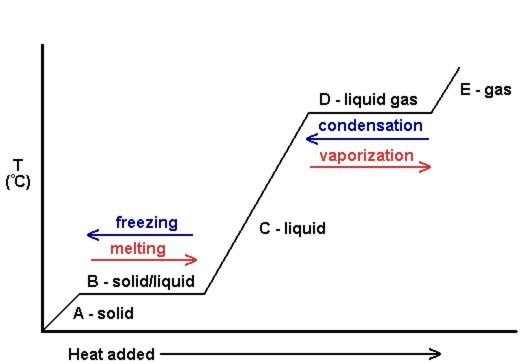 D - liquid gas
E - gas
condensation
vaporization
T
(℃)
freezing
C - liquid
melting
B - solid/liquid
A - solid
Heat added